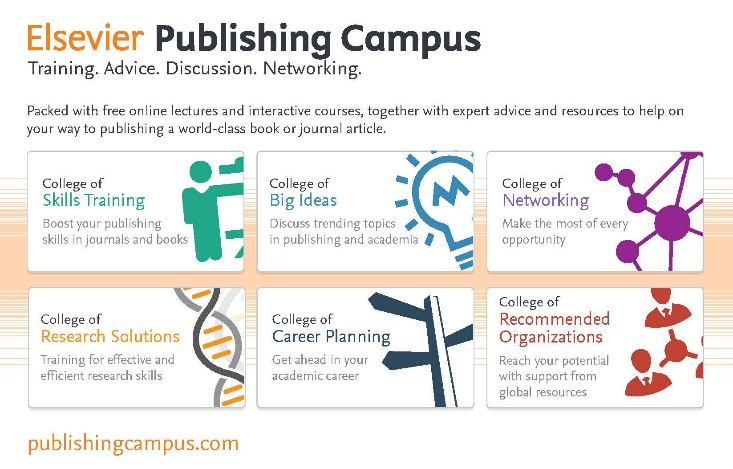 Elsevier Publishing Campus
Training. Advice. Discussion. Networking.
Packed with free online lectures and interactive courses, together with expert advice and resources to help on
your way to publishing a world-class book or journal article.
College of
Skills Training
Boost your publishing
skills in journals and books
College of
Big Ideas
Discuss trending topics
in publishing and academia
College of
Networking
Make the most of every
opportunity
College of
Research Solutions
Training for effective and
efficient research skills
College of
Career Planning
Get ahead in your
academic career
College of
Recommended
Organizations
Reach your potential
with support from
global resources
publishingcampus.com